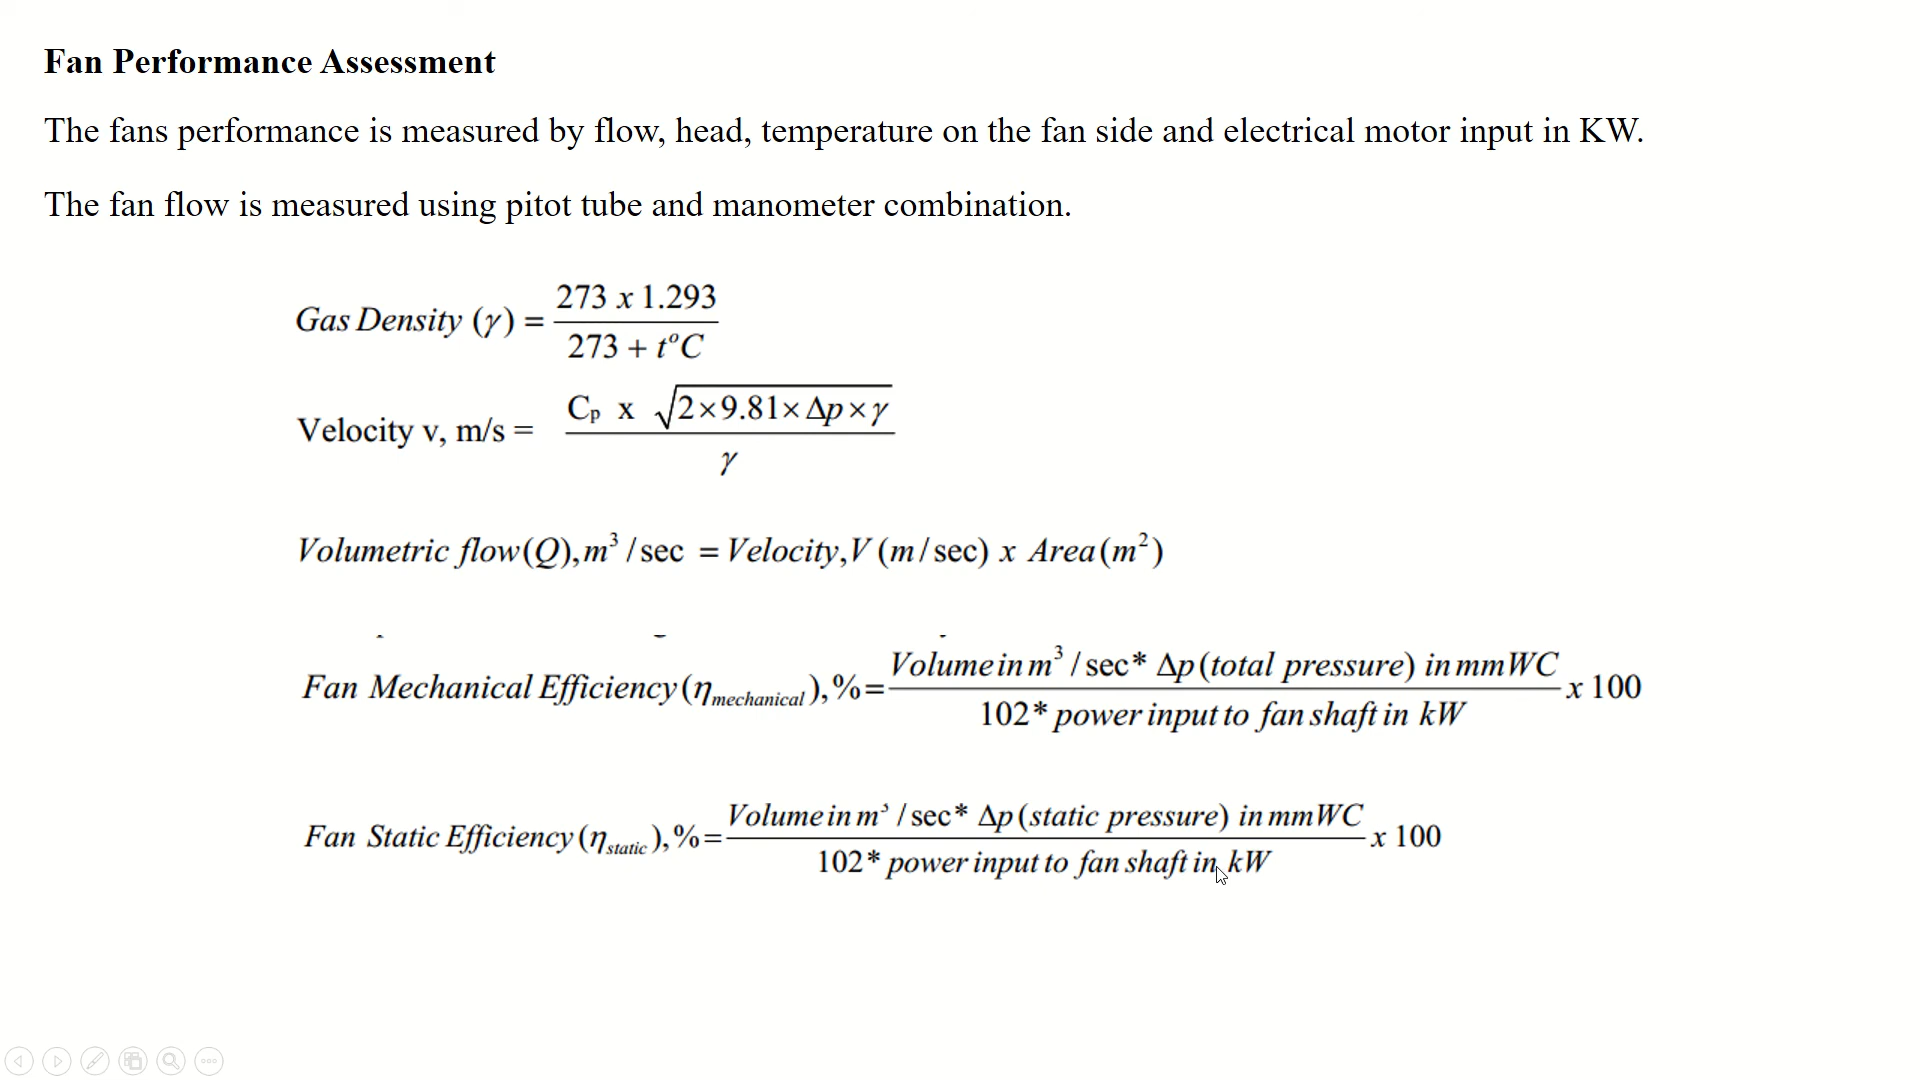 Fan Performance Assessment
The fans performance is measured by flow, head, temperature on the fan side and electrical motor input in KW.
The fan flow is measured using pitot tube and manometer combination.
Gas Density (γ) = 273 x 1.293 / 273 + t°C
Velocity v, m/s = Cₚ x √2×9.81×Δp×γ / γ
Volumetric flow(Q),m³/sec = Velocity,V (m/sec) x Area(m²)
Fan Mechanical Efficiency(η mechanical),%= Volume in m³/sec* Δp(total pressure) in mmWC / 102* power input to fan shaft in kW x 100
Fan Static Efficiency(η static),%= Volume in m³/sec* Δp(static pressure) in mmWC / 102* power input to fan shaft in kW x 100